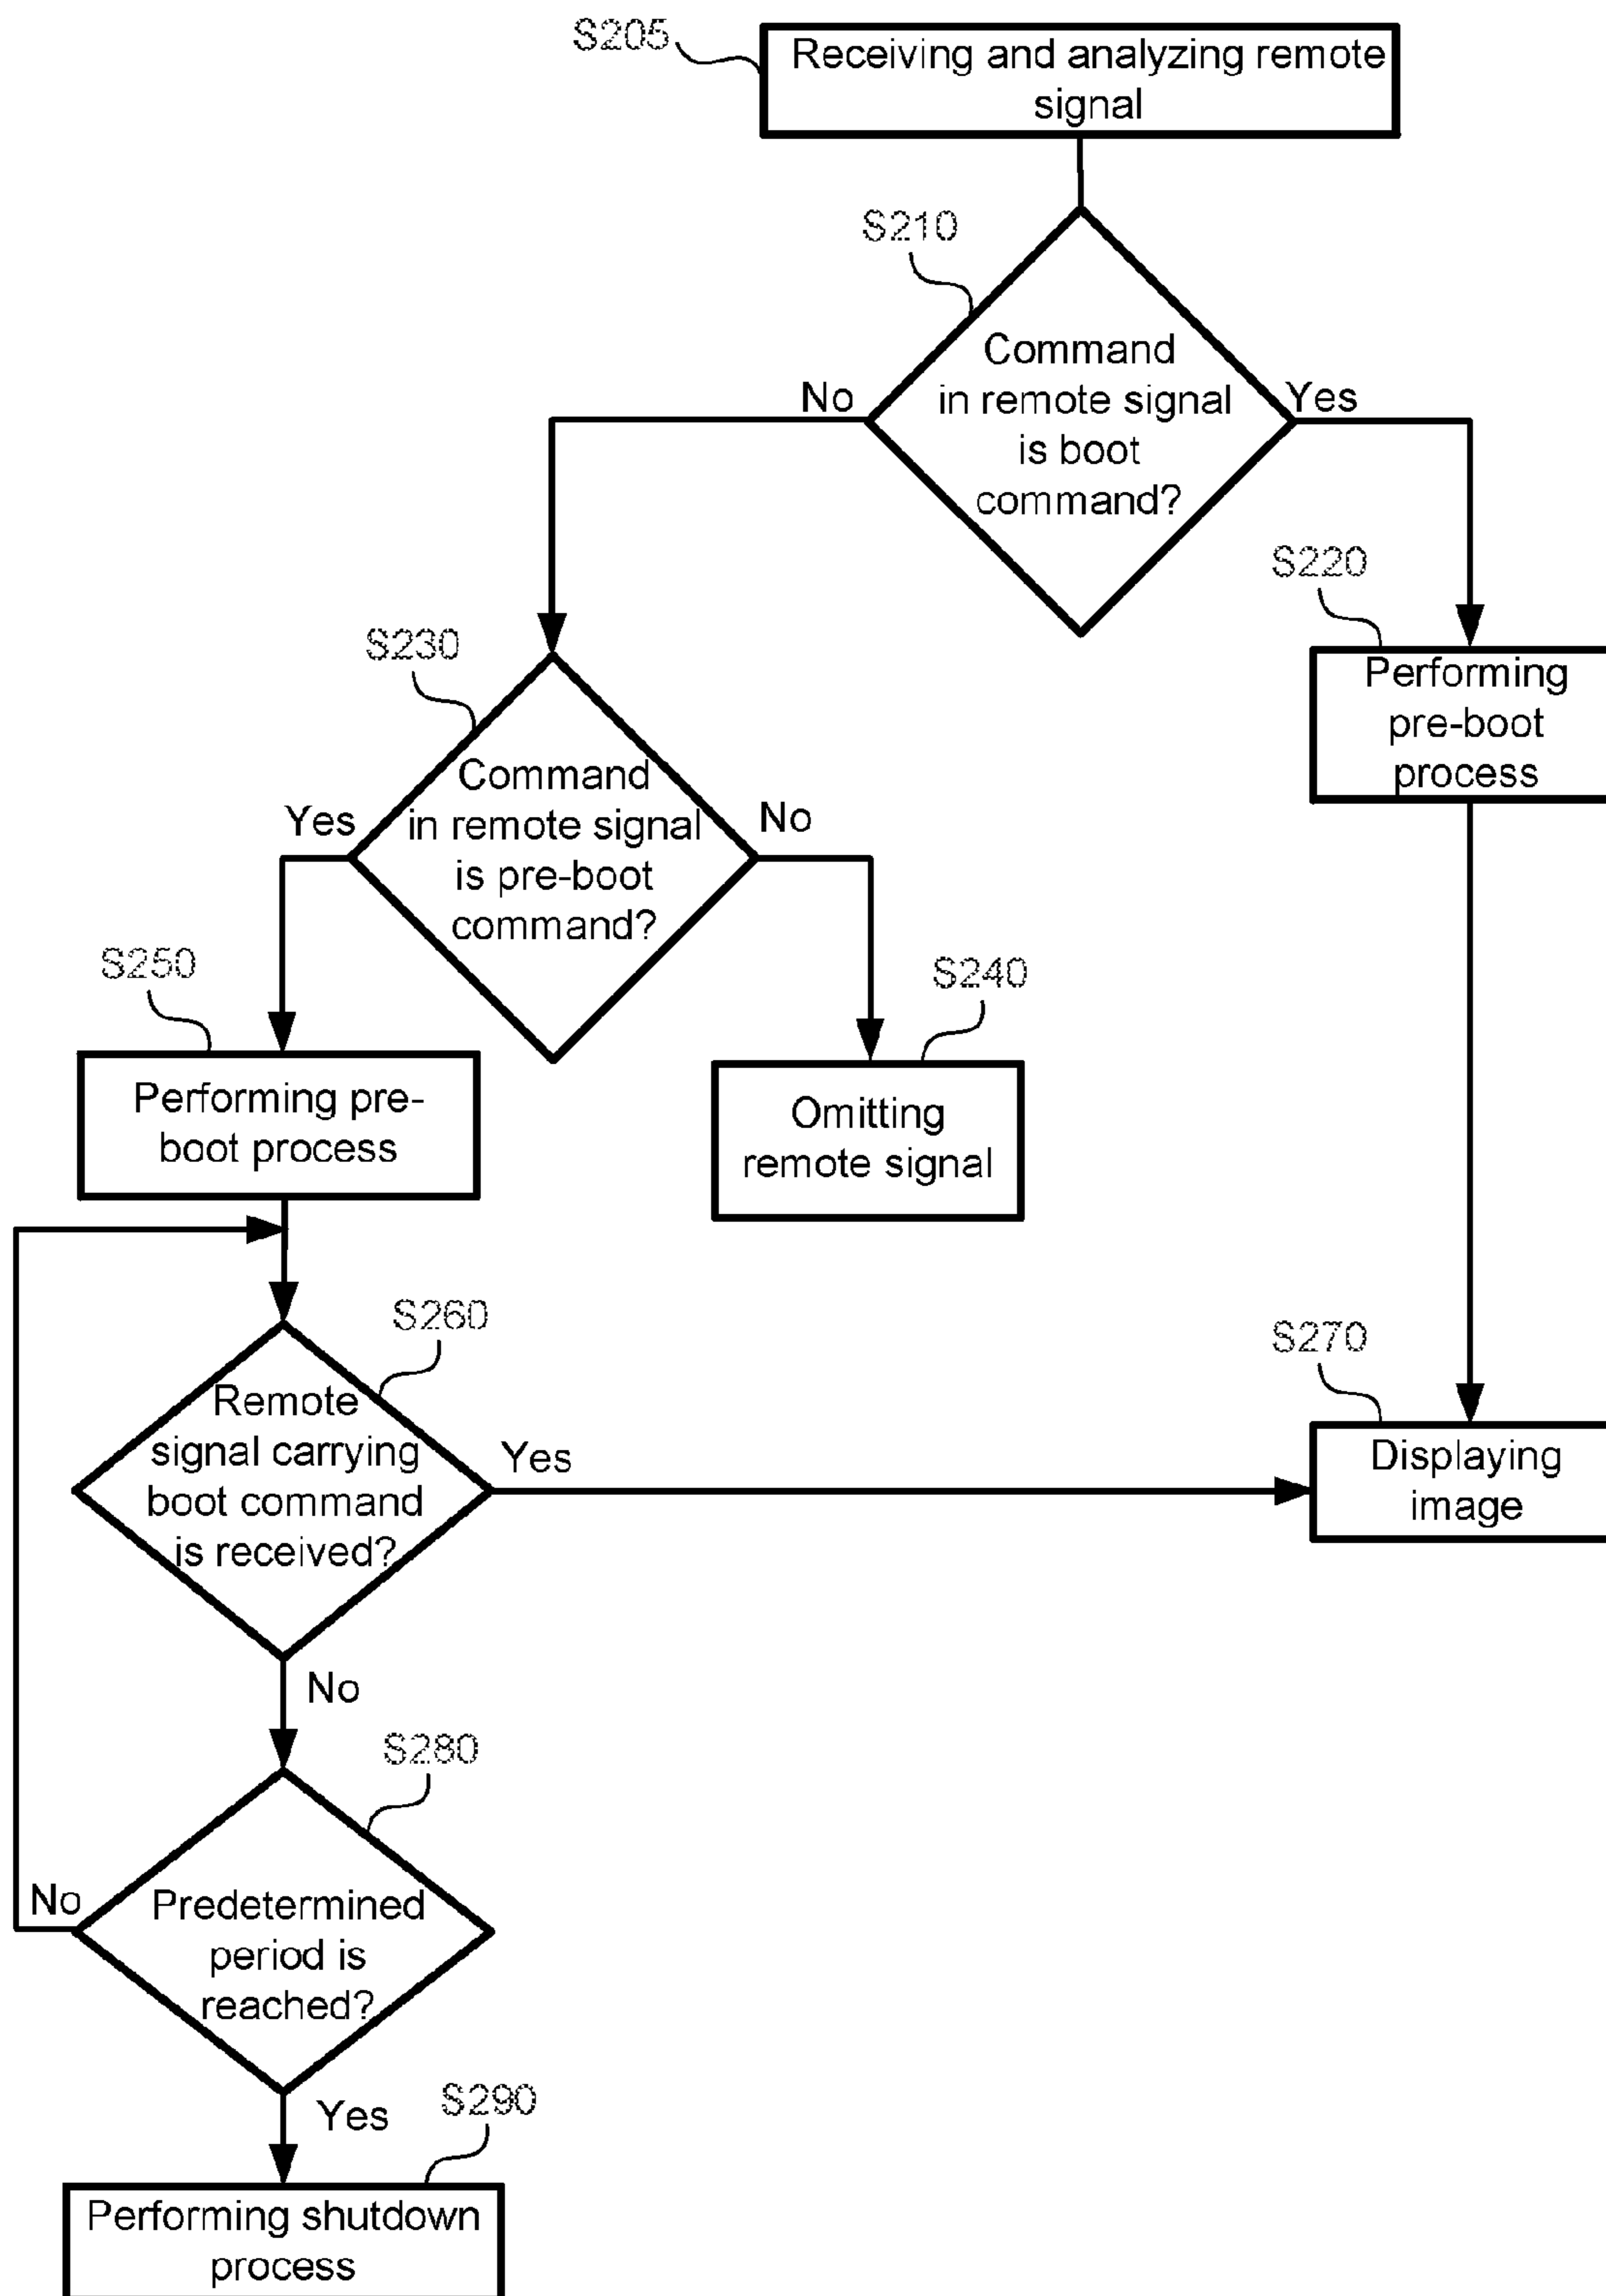 S205
Receiving and analyzing remote
signal
S210
Command
in remote signal
is boot
command?
No
Yes
S220
Performing
pre-boot
process
S230
Command
in remote signal
is pre-boot
command?
Yes
No
S250
Performing pre-
boot process
S240
Omitting
remote signal
S260
Remote
signal carrying
boot command
is received?
Yes
S270
Displaying
image
No
S280
Predetermined
period is
reached?
No
Yes
S290
Performing shutdown
process